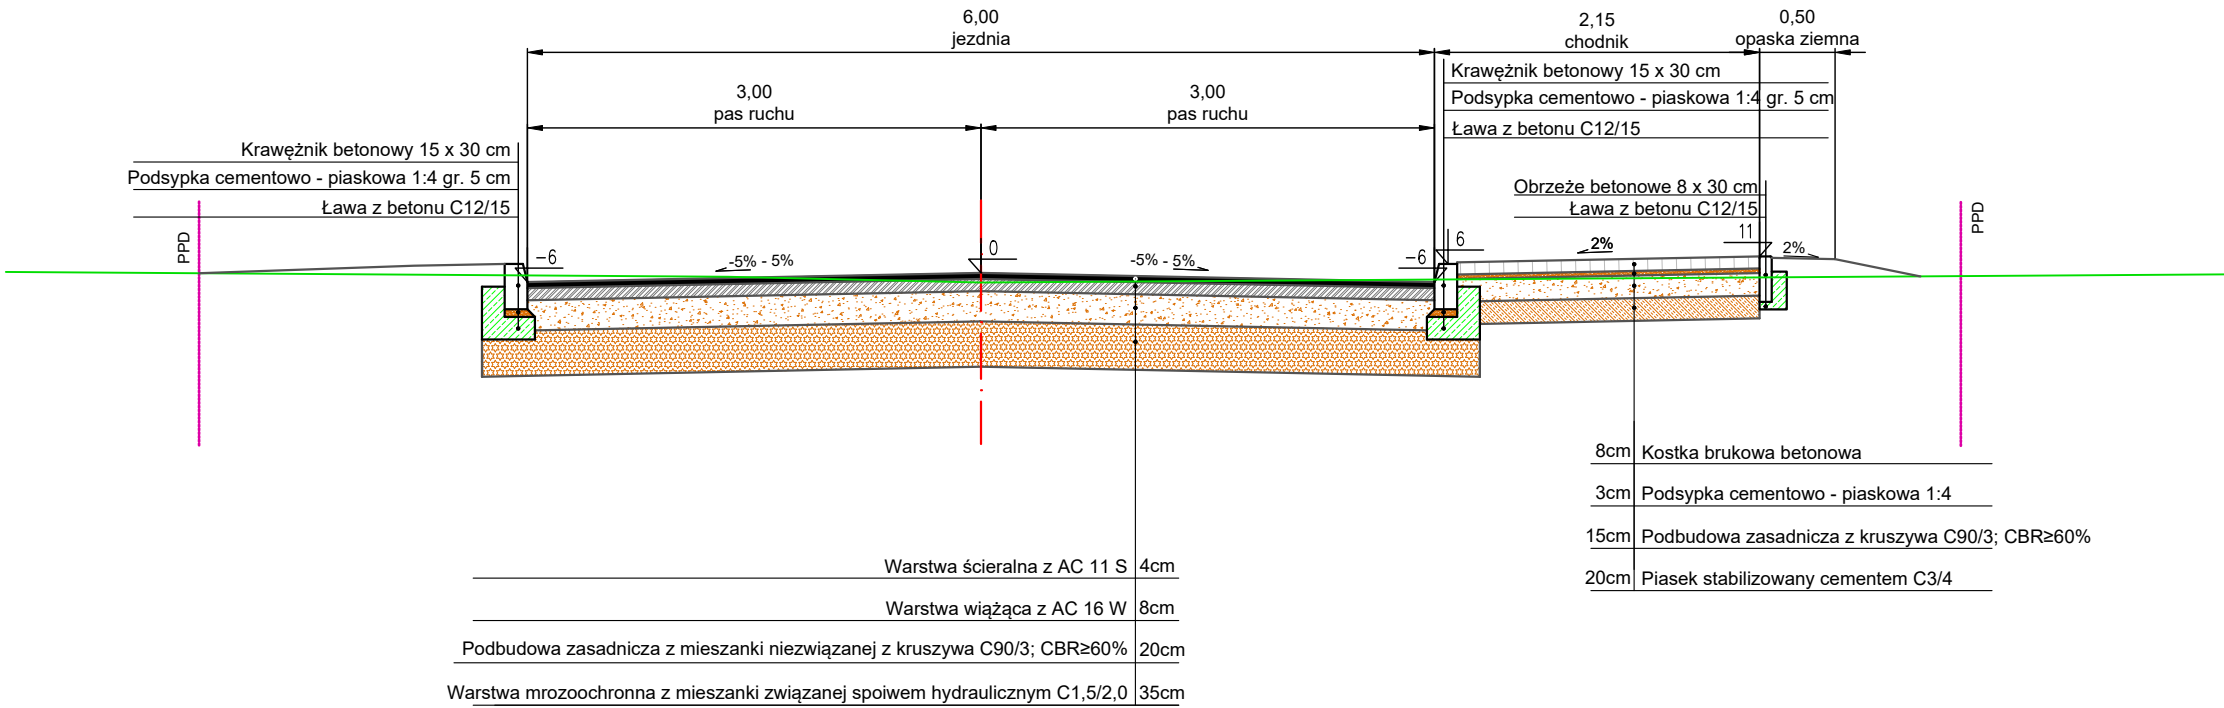 6,00
jezdnia
2,15
chodnik
0,50
opaska ziemna
3,00
pas ruchu
3,00
pas ruchu
Krawężnik betonowy 15 x 30 cm
Podsypka cementowo - piaskowa 1:4 gr. 5 cm
Ława z betonu C12/15
Krawężnik betonowy 15 x 30 cm
Podsypka cementowo - piaskowa 1:4 gr. 5 cm
Ława z betonu C12/15
Obrzeże betonowe 8 x 30 cm
Ława z betonu C12/15
PPD
PPD
-6
-5% - 5%
0
-5% - 5%
-6
6
2%
11
2%
8cm Kostka brukowa betonowa
3cm Podsypka cementowo - piaskowa 1:4
15cm Podbudowa zasadnicza z kruszywa C90/3; CBR≥60%
20cm Piasek stabilizowany cementem C3/4
Warstwa ścieralna z AC 11 S 4cm
Warstwa wiążąca z AC 16 W 8cm
Podbudowa zasadnicza z mieszanki niezwiązanej z kruszywa C90/3; CBR≥60% 20cm
Warstwa mrozoochronna z mieszanki związanej spoiwem hydraulicznym C1,5/2,0 35cm